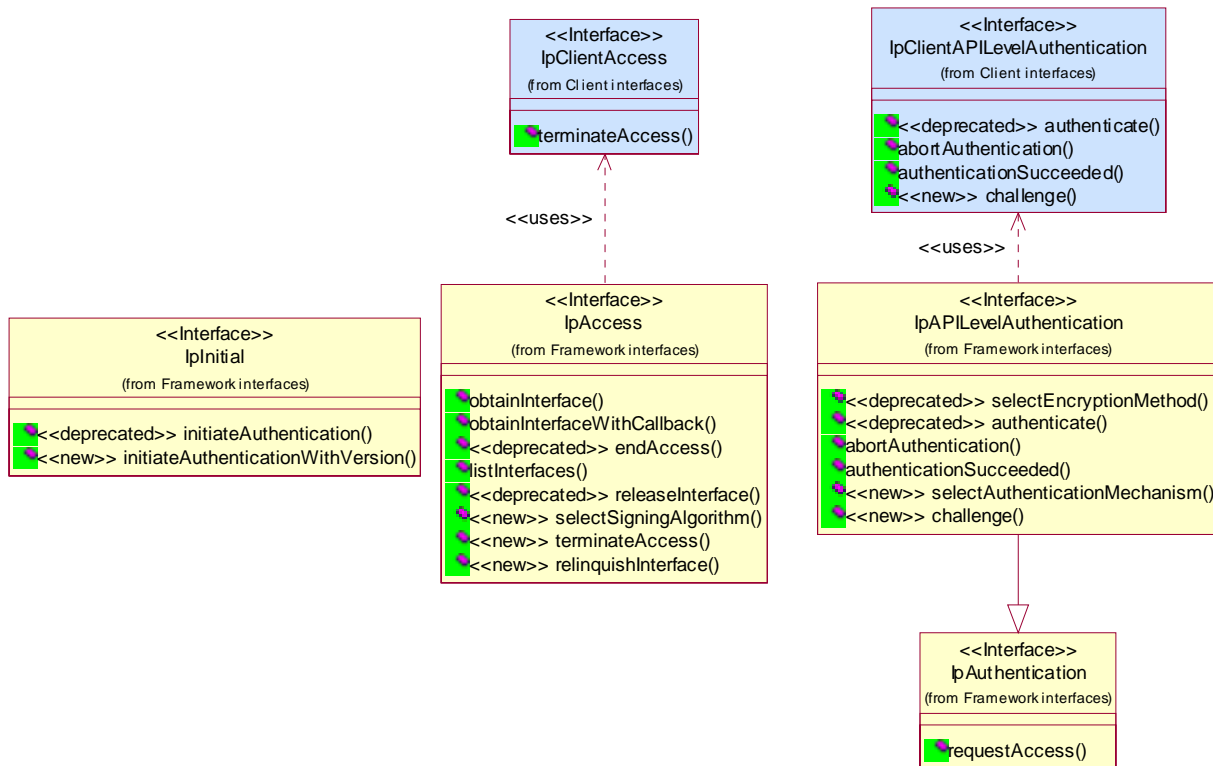 <<Interface>>
IpClientAccess
(from Client interfaces)
terminateAccess()
<<Interface>>
IpClientAPILevelAuthentication
(from Client interfaces)
<<deprecated>> authenticate()
abortAuthentication()
authenticationSucceeded()
<<new>> challenge()
<<uses>>
<<uses>>
<<Interface>>
IpInitial
(from Framework interfaces)
<<deprecated>> initiateAuthentication()
<<new>> initiateAuthenticationWithVersion()
<<Interface>>
IpAccess
(from Framework interfaces)
obtainInterface()
obtainInterfaceWithCallback()
<<deprecated>> endAccess()
listInterfaces()
<<deprecated>> releaseInterface()
<<new>> selectSigningAlgorithm()
<<new>> terminateAccess()
<<new>> relinquishInterface()
<<Interface>>
IpAPILevelAuthentication
(from Framework interfaces)
<<deprecated>> selectEncryptionMethod()
<<deprecated>> authenticate()
abortAuthentication()
authenticationSucceeded()
<<new>> selectAuthenticationMechanism()
<<new>> challenge()
<<Interface>>
IpAuthentication
(from Framework interfaces)
requestAccess()